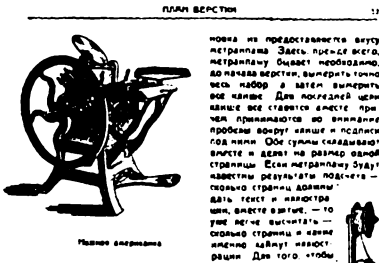 ПЛАН ВЕРСТКИ
новка их предоставляется вкусу
метранпажа Здесь, прежде всего,
метранпажу бывает необходимо,
до начала верстки, вымерить точно
весь набор а затем вымерить
все клише Для последней цели
клише все ставятся вместе при
чем принимаются во внимание
пробелы вокруг клише и подписи
под ними Обе суммы складывают
вместе и делят на размер одной
страницы Если метранпажу будут
известны результаты подсчета —
сколько страниц должны
дать текст и иллюстра
ции, вместе взятые, — то
уже легче высчитать —
сколько страниц и какие
именно займут иллюст
рации Для того, чтобы
Ножная американка